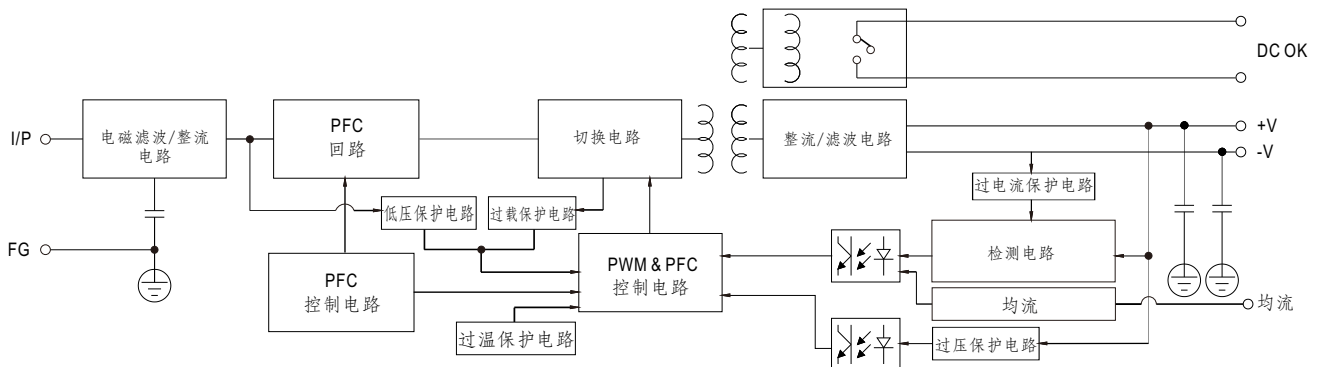 DC OK
I/P
电磁滤波/整流
电路
PFC
回路
切换电路
整流/滤波电路
+V
-V
过电流保护电路
低压保护电路
过载保护电路
FG
PFC
控制电路
PWM & PFC
控制电路
检测电路
均流
均流
过温保护电路
过压保护电路